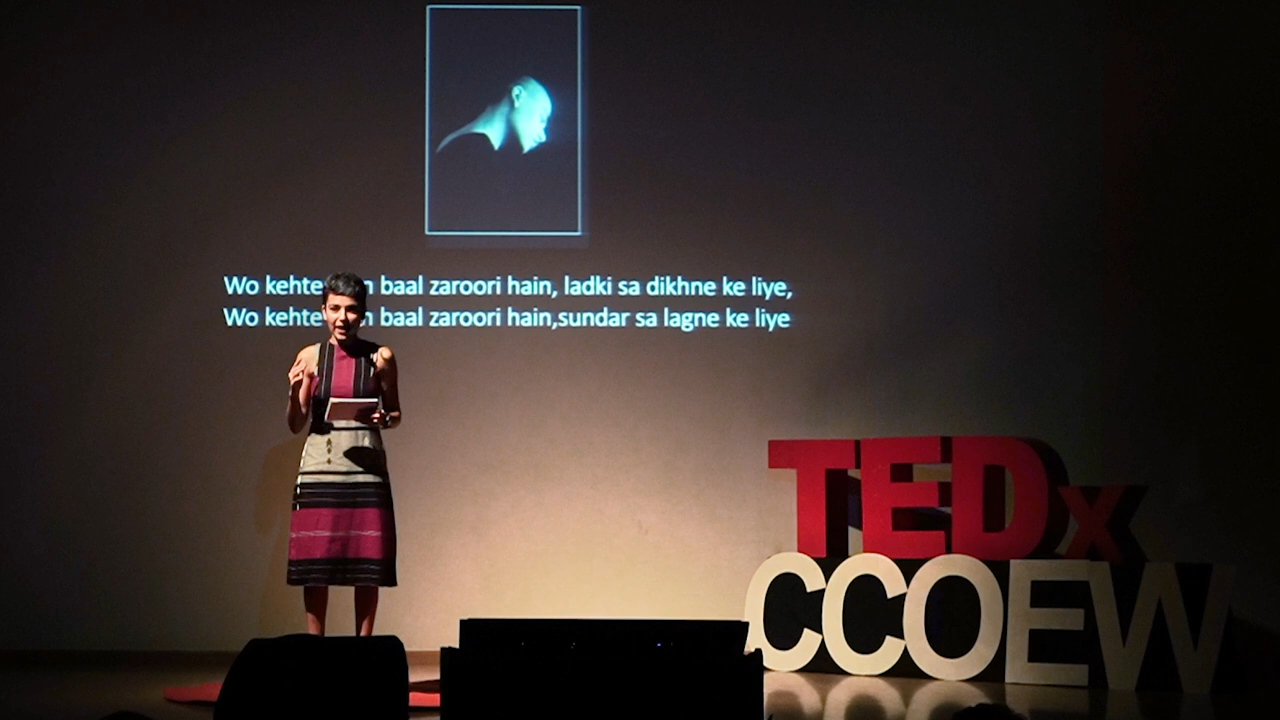 Wo kehte baal zaroori hain, ladki sa dikhne ke liye,
Wo kehte baal zaroori hain,sundar sa lagne ke liye
TEDx
CCOEW